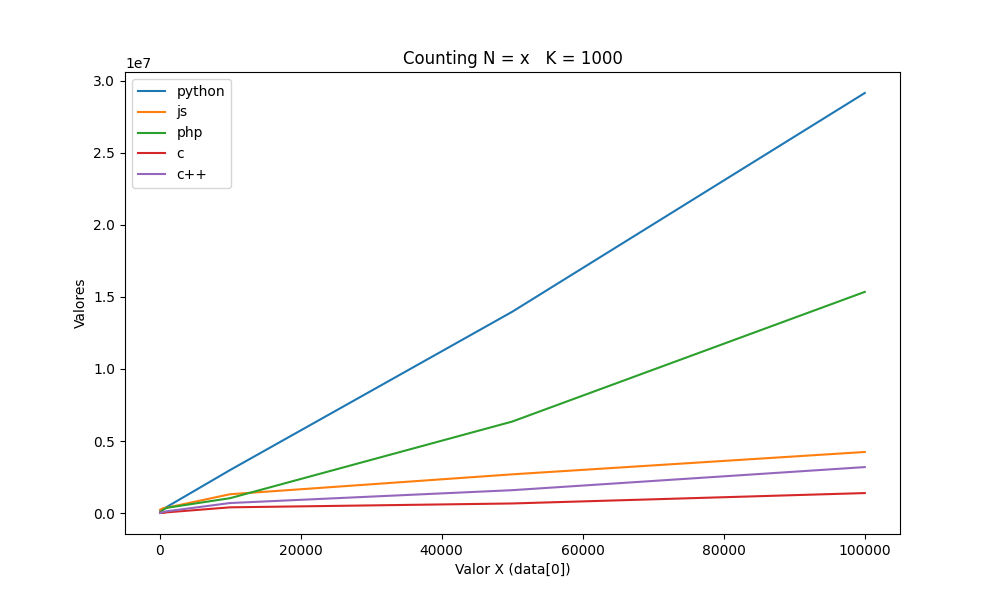 Counting N = x   K = 1000
1e7
3.0
2.5
2.0
1.5
1.0
0.5
0.0
Valores
python
js
php
c
c++
0
20000
40000
60000
80000
100000
Valor X (data[0])